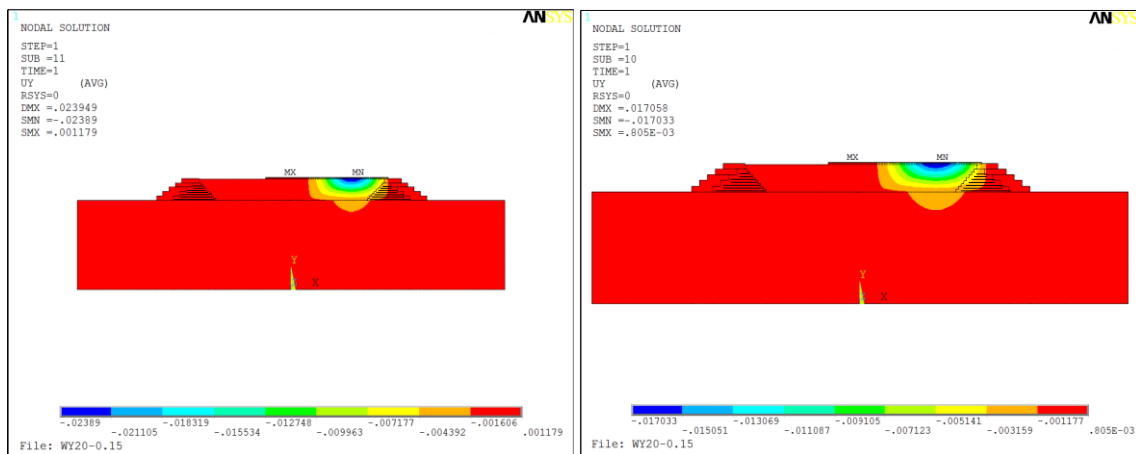 1
ANSYS
NODAL SOLUTION
STEP=1
SUB =11
TIME=1
UY (AVG)
RSYS=0
DMX =.023949
SMN =-.02389
SMX =.001179
MX MN
Y
X
-.02389 -.018319 -.012748 -.007177 -.001606
-.021105 -.015534 -.009963 -.004392 .001179
File: WY20-0.15
1
ANSYS
NODAL SOLUTION
STEP=1
SUB =10
TIME=1
UY (AVG)
RSYS=0
DMX =.017058
SMN =-.017033
SMX =.805E-03
MX MN
Y
X
-.017033 -.013069 -.009105 -.005141 -.001177
-.015051 -.011087 -.007123 -.003159 .805E-03
File: WY20-0.15